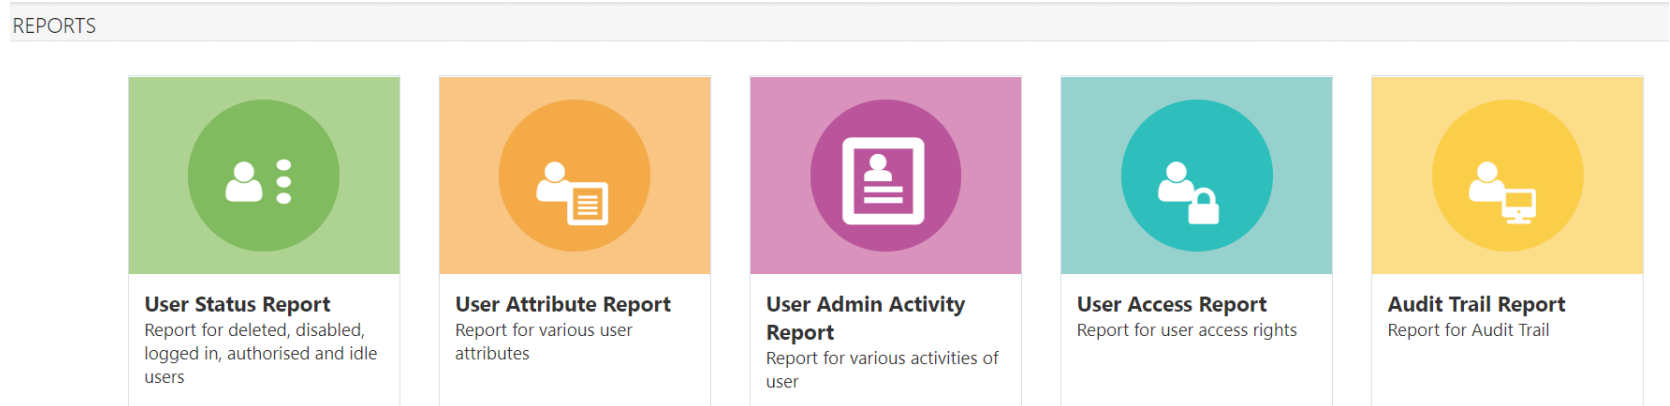 REPORTS
User Status Report
Report for deleted, disabled,
logged in, authorised and idle
users
User Attribute Report
Report for various user
attributes
User Admin Activity
Report
Report for various activities of
user
User Access Report
Report for user access rights
Audit Trail Report
Report for Audit Trail